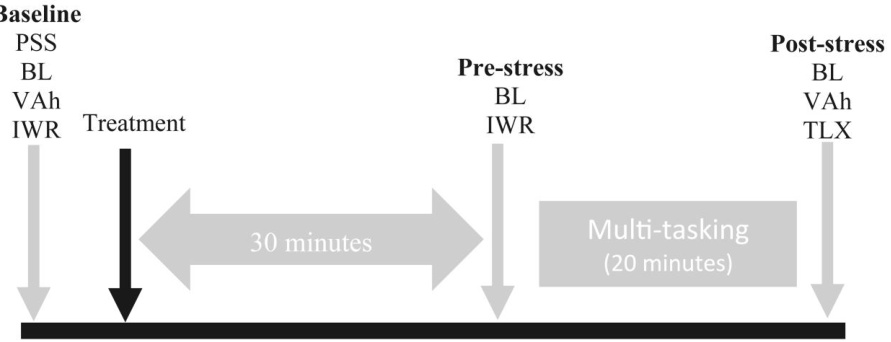 Baseline
PSS
BL
VAh
IWR
Treatment
30 minutes
Pre-stress
BL
IWR
Multi-tasking
(20 minutes)
Post-stress
BL
VAh
TLX